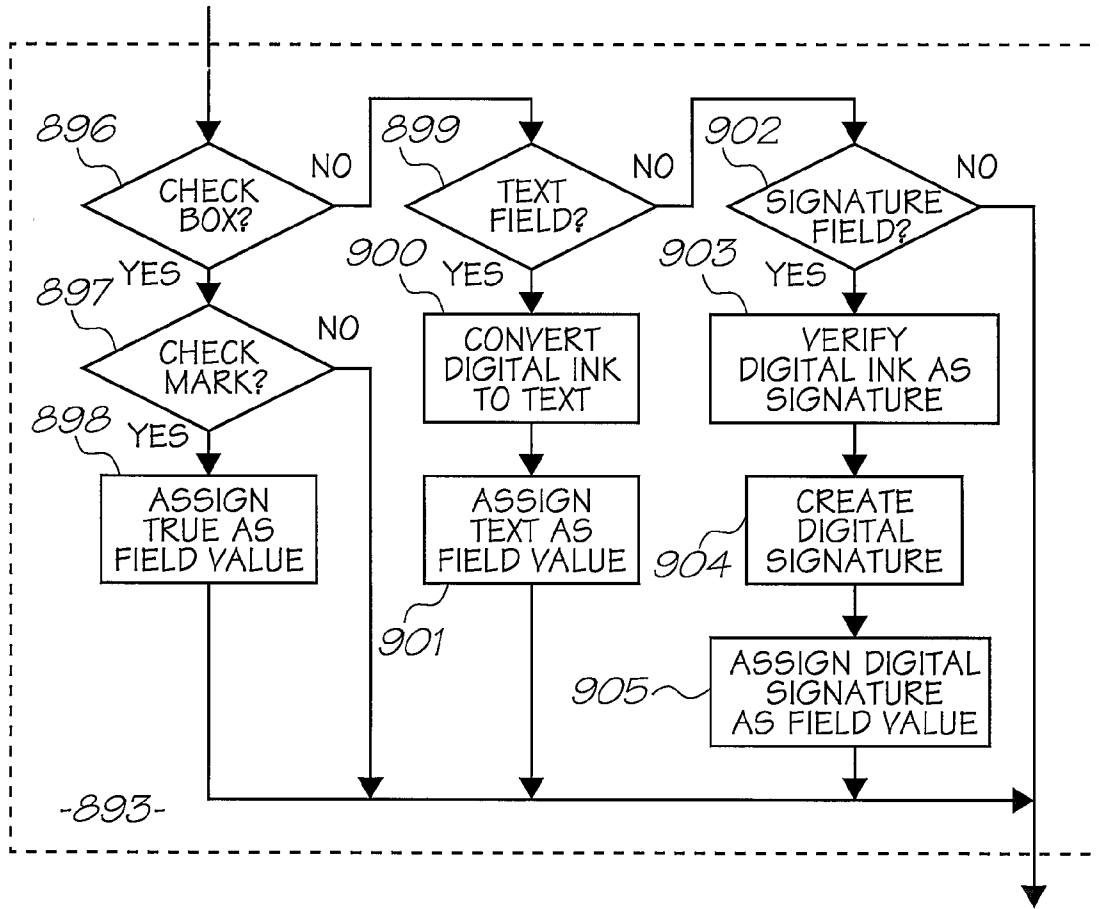 896
CHECK
BOX?
NO
YES
897
CHECK
MARK?
NO
YES
898
ASSIGN
TRUE AS
FIELD VALUE
899
TEXT
FIELD?
NO
YES
900
CONVERT
DIGITAL INK
TO TEXT
ASSIGN
TEXT AS
FIELD VALUE
901
902
SIGNATURE
FIELD?
NO
YES
903
VERIFY
DIGITAL INK AS
SIGNATURE
CREATE
DIGITAL
SIGNATURE
904
ASSIGN DIGITAL
SIGNATURE
AS FIELD VALUE
905
-893-